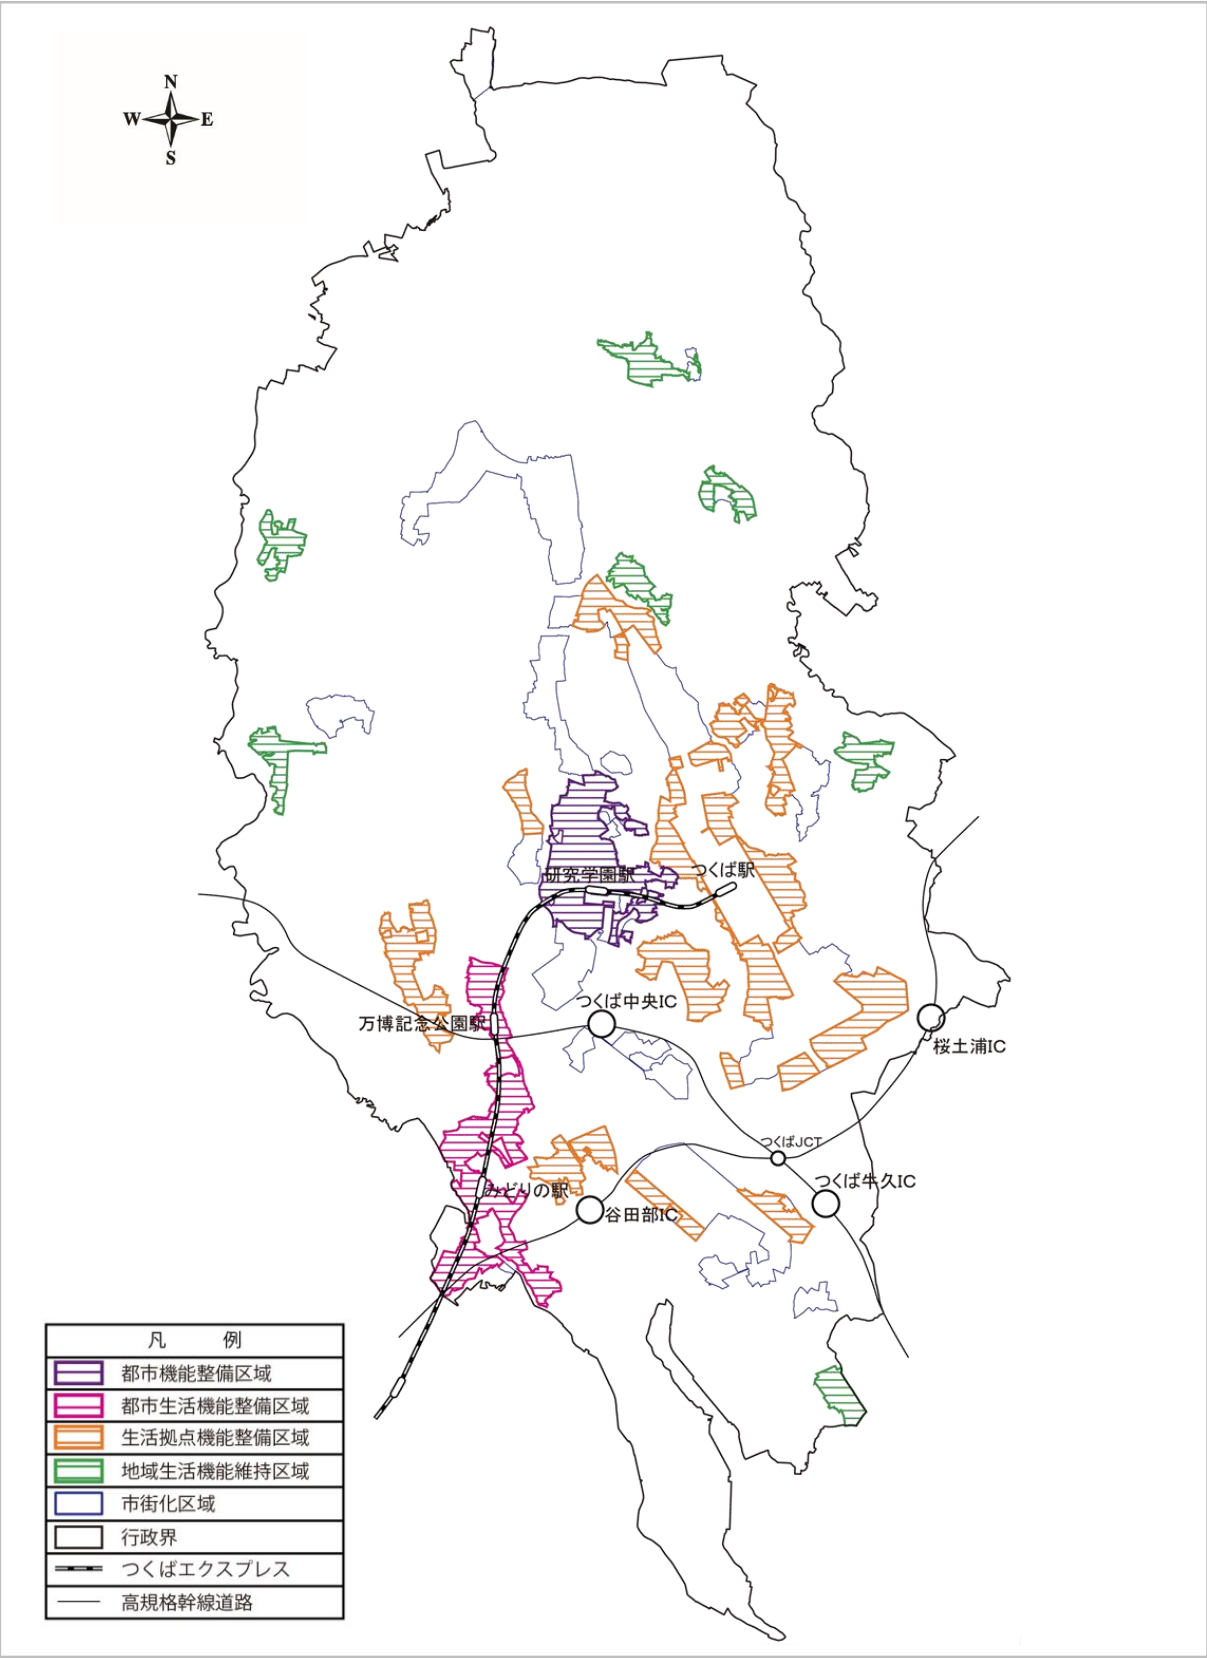 N
W E
S
研究学園駅
つくば駅
つくば中央IC
万博記念公園駅
桜土浦IC
つくばJCT
つくば牛久IC
みどりの駅
谷田部IC
凡 例
都市機能整備区域
都市生活機能整備区域
生活拠点機能整備区域
地域生活機能維持区域
市街化区域
行政界
つくばエクスプレス
高規格幹線道路